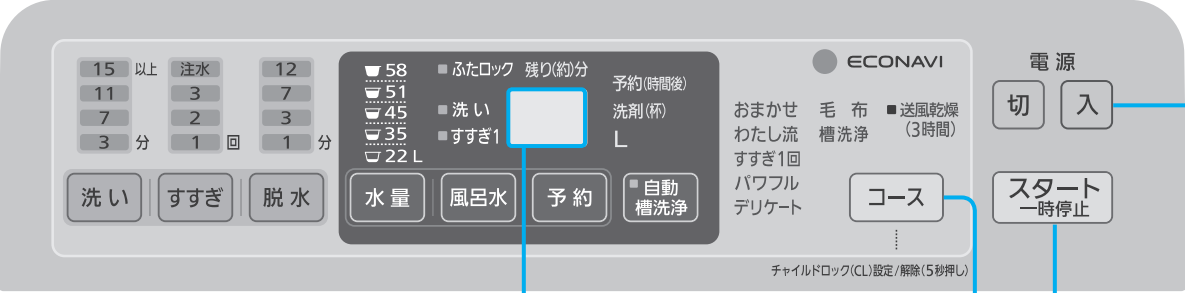 15 以上
11
7
3 分
注水
3
2
1 回
12
7
3
1 分
洗い
すすぎ
脱水
58
51
45
35
22 L
ふたロック
洗い
すすぎ1
残り(約)分
予約(時間後)
洗剤(杯)
L
水量
風呂水
予約
自動
槽洗浄
ECONAVI
おまかせ
わたし流
すすぎ1回
パワフル
デリケート
毛布
槽洗浄
送風乾燥
(3時間)
コース
チャイルドロック(CL)設定/解除(5秒押し)
電源
切
入
スタート
一時停止